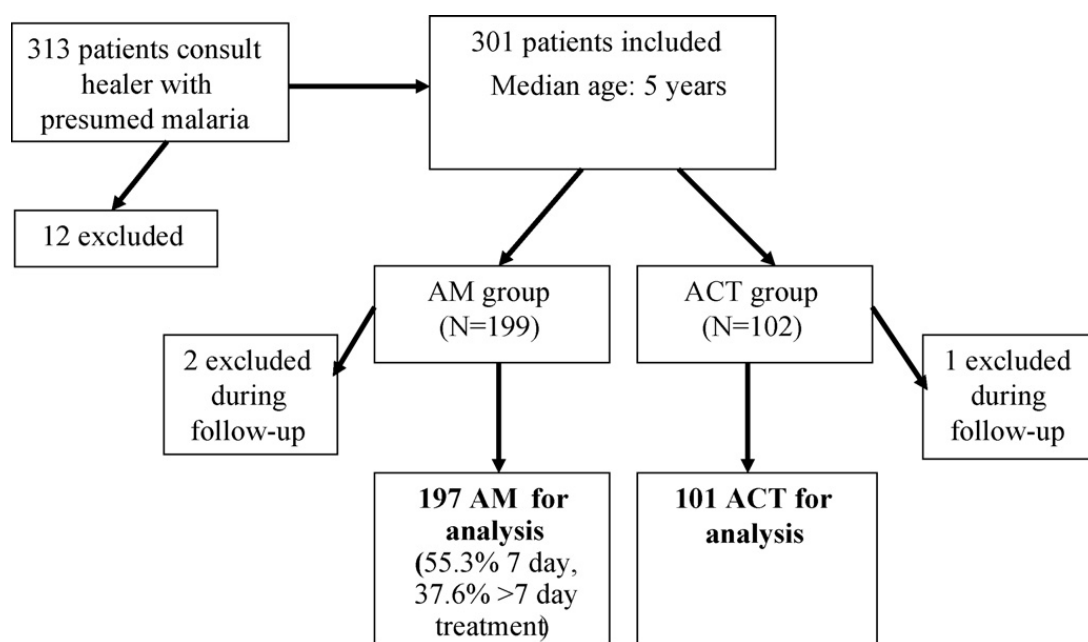 313 patients consult
healer with
presumed malaria
301 patients included
Median age: 5 years
12 excluded
AM group
(N=199)
ACT group
(N=102)
2 excluded
during
follow-up
1 excluded
during
follow-up
197 AM for
analysis
(55.3% 7 day,
37.6% >7 day
treatment)
101 ACT for
analysis